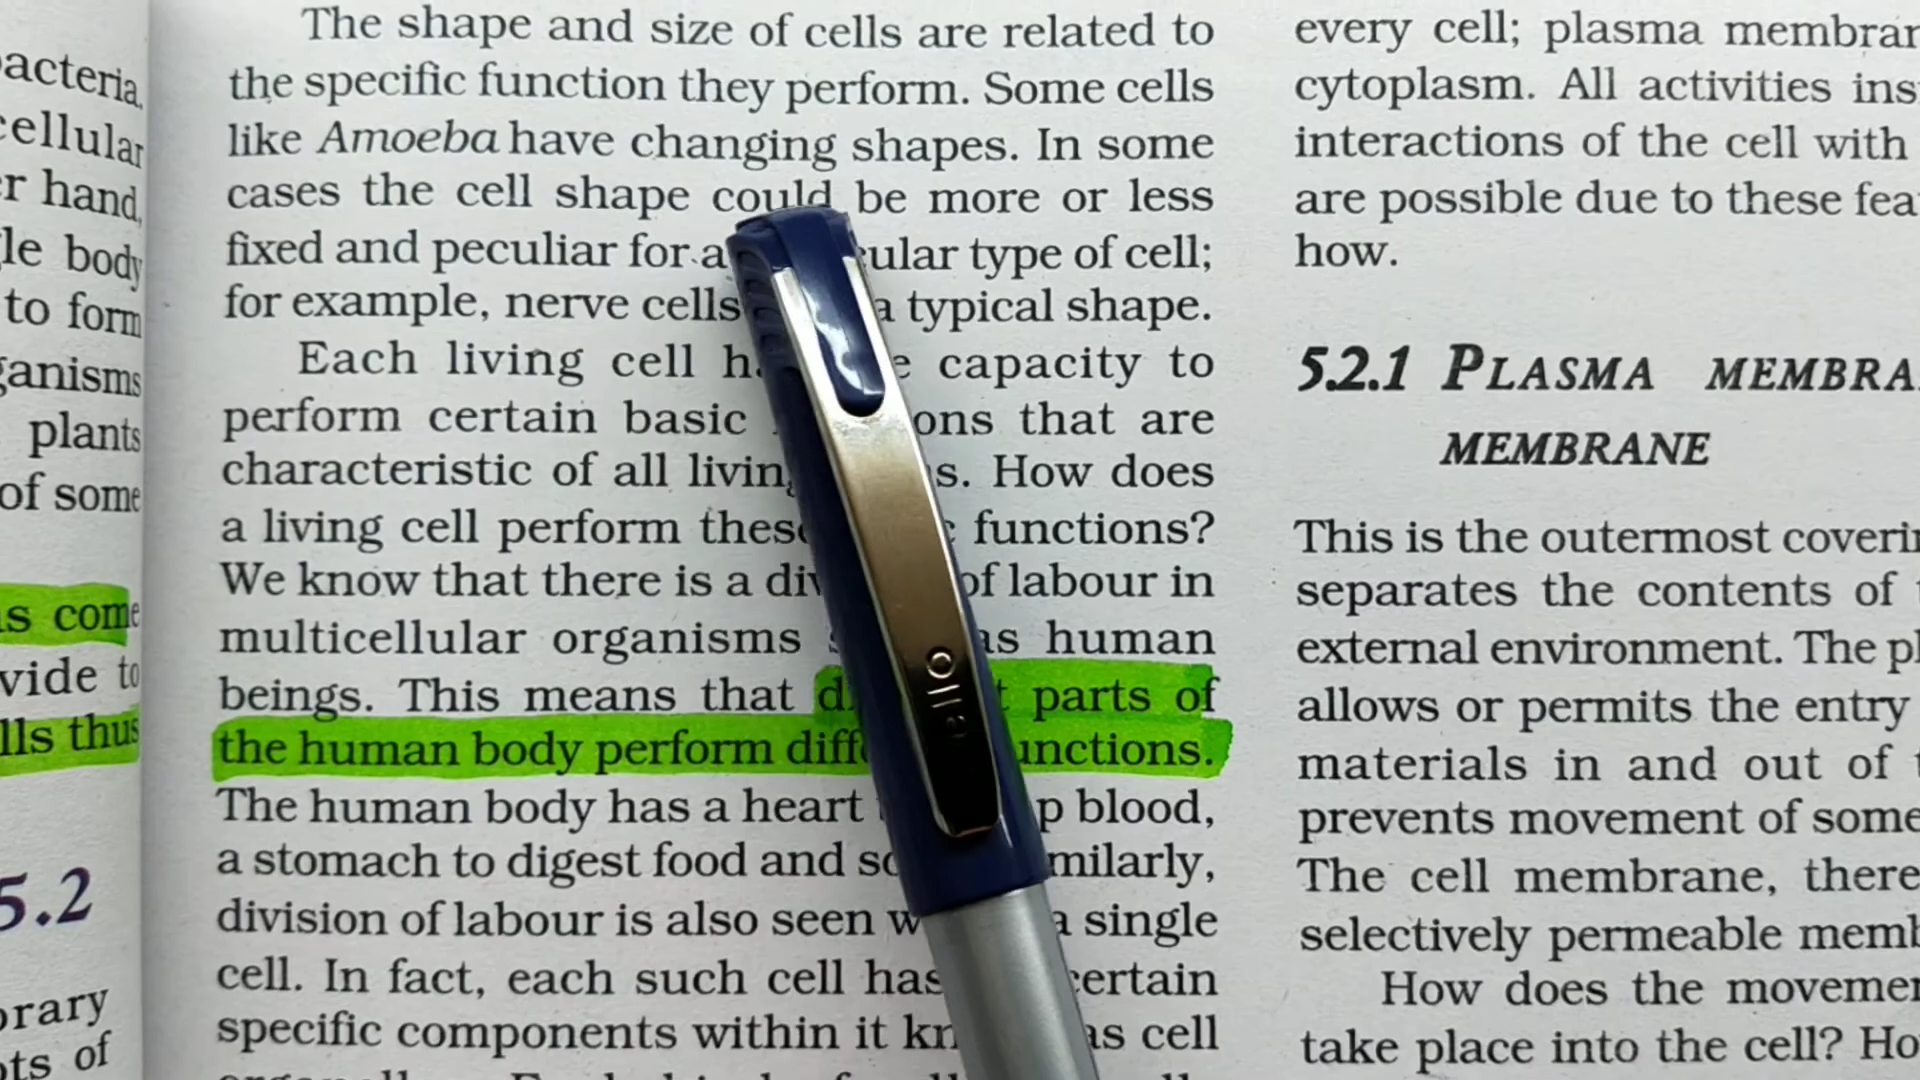 bacteria.
cellular
r hand,
le body
to form
ganisms
plants
of some
s come
vide to
lls thus
5.2
orary
ots of
The shape and size of cells are related to
the specific function they perform. Some cells
like Amoeba have changing shapes. In some
cases the cell shape could be more or less
fixed and peculiar for a ular type of cell;
for example, nerve cells a typical shape.
Each living cell h e capacity to
perform certain basic ons that are
characteristic of all living s. How does
a living cell perform these c functions?
We know that there is a div of labour in
multicellular organisms s as human
beings. This means that d t parts of
the human body perform diffe unctions.
The human body has a heart p blood,
a stomach to digest food and so milarly,
division of labour is also seen w a single
cell. In fact, each such cell has certain
specific components within it kn as cell
every cell; plasma membran
cytoplasm. All activities ins
interactions of the cell with
are possible due to these fea
how.
5.2.1 PLASMA MEMBRA
MEMBRANE
This is the outermost coveri
separates the contents of t
external environment. The pl
allows or permits the entry
materials in and out of t
prevents movement of some
The cell membrane, there
selectively permeable memb
How does the movemen
take place into the cell? Ho
cello